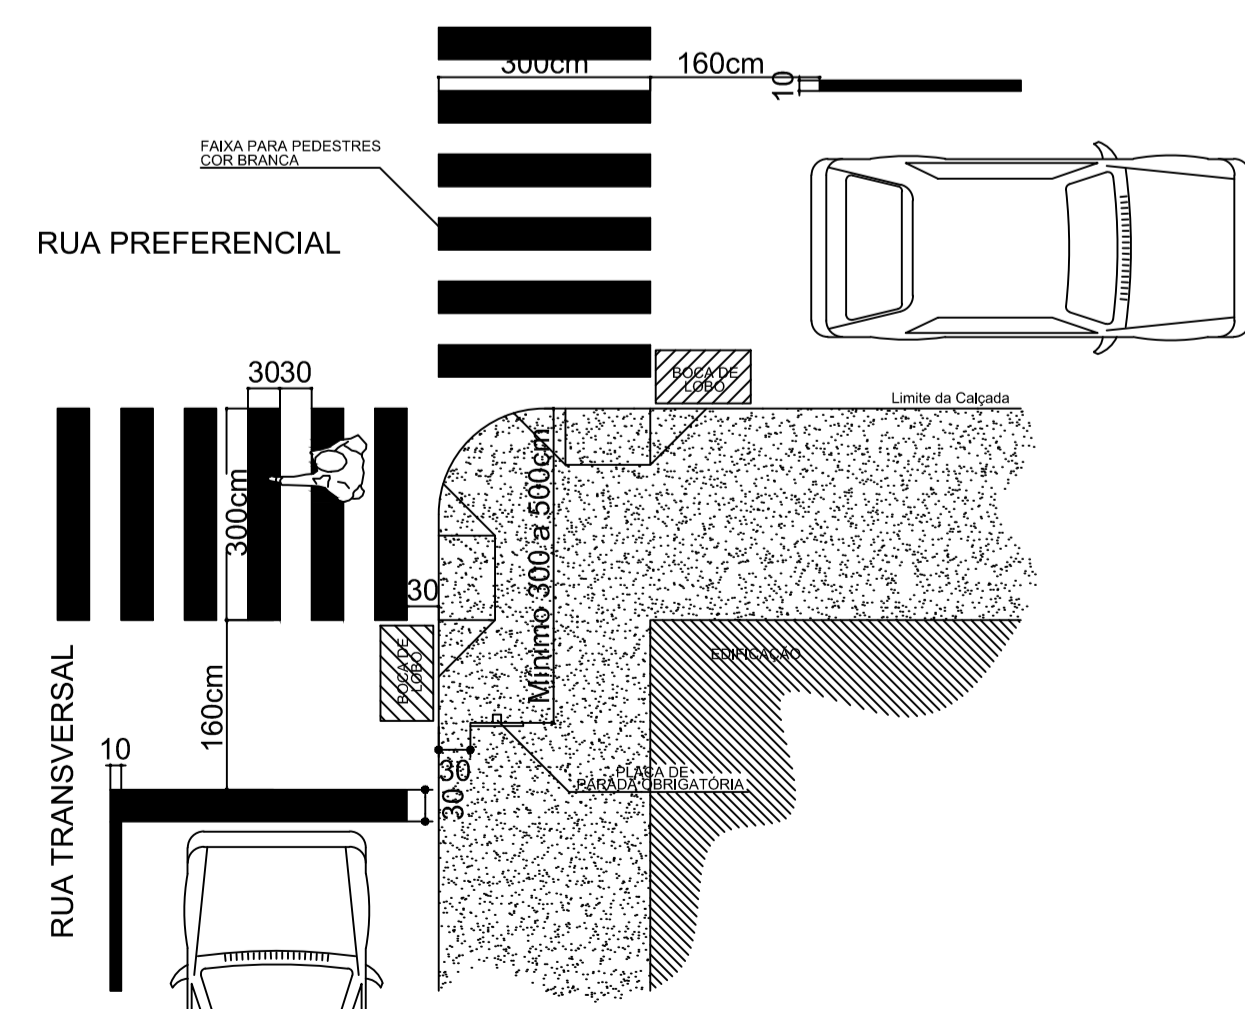 300cm
160cm
10
FAIXA PARA PEDESTRES
COR BRANCA
RUA PREFERENCIAL
3030
BOCA DE
LOBO
Limite da Calçada
300cm
Mínimo 300 a 500cm
30
BOCA DE
LOBO
EDIFICAÇÃO
RUA TRANSVERSAL
160cm
10
30
30
PLACA DE
PARADA OBRIGATÓRIA